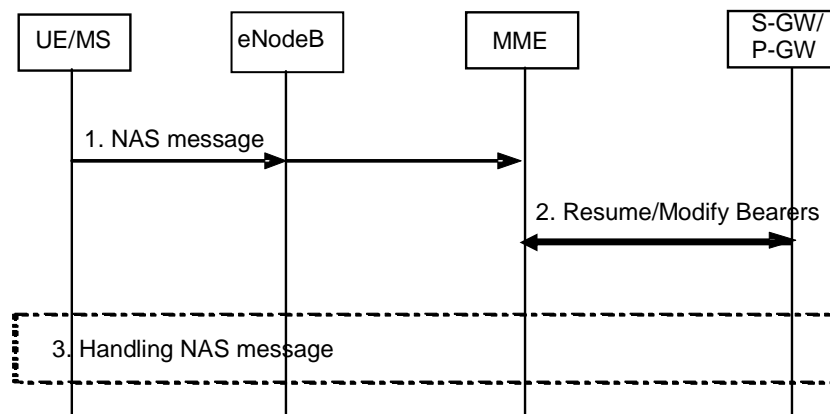 UE/MS
eNodeB
MME
S-GW/
P-GW
1. NAS message
2. Resume/Modify Bearers
3. Handling NAS message